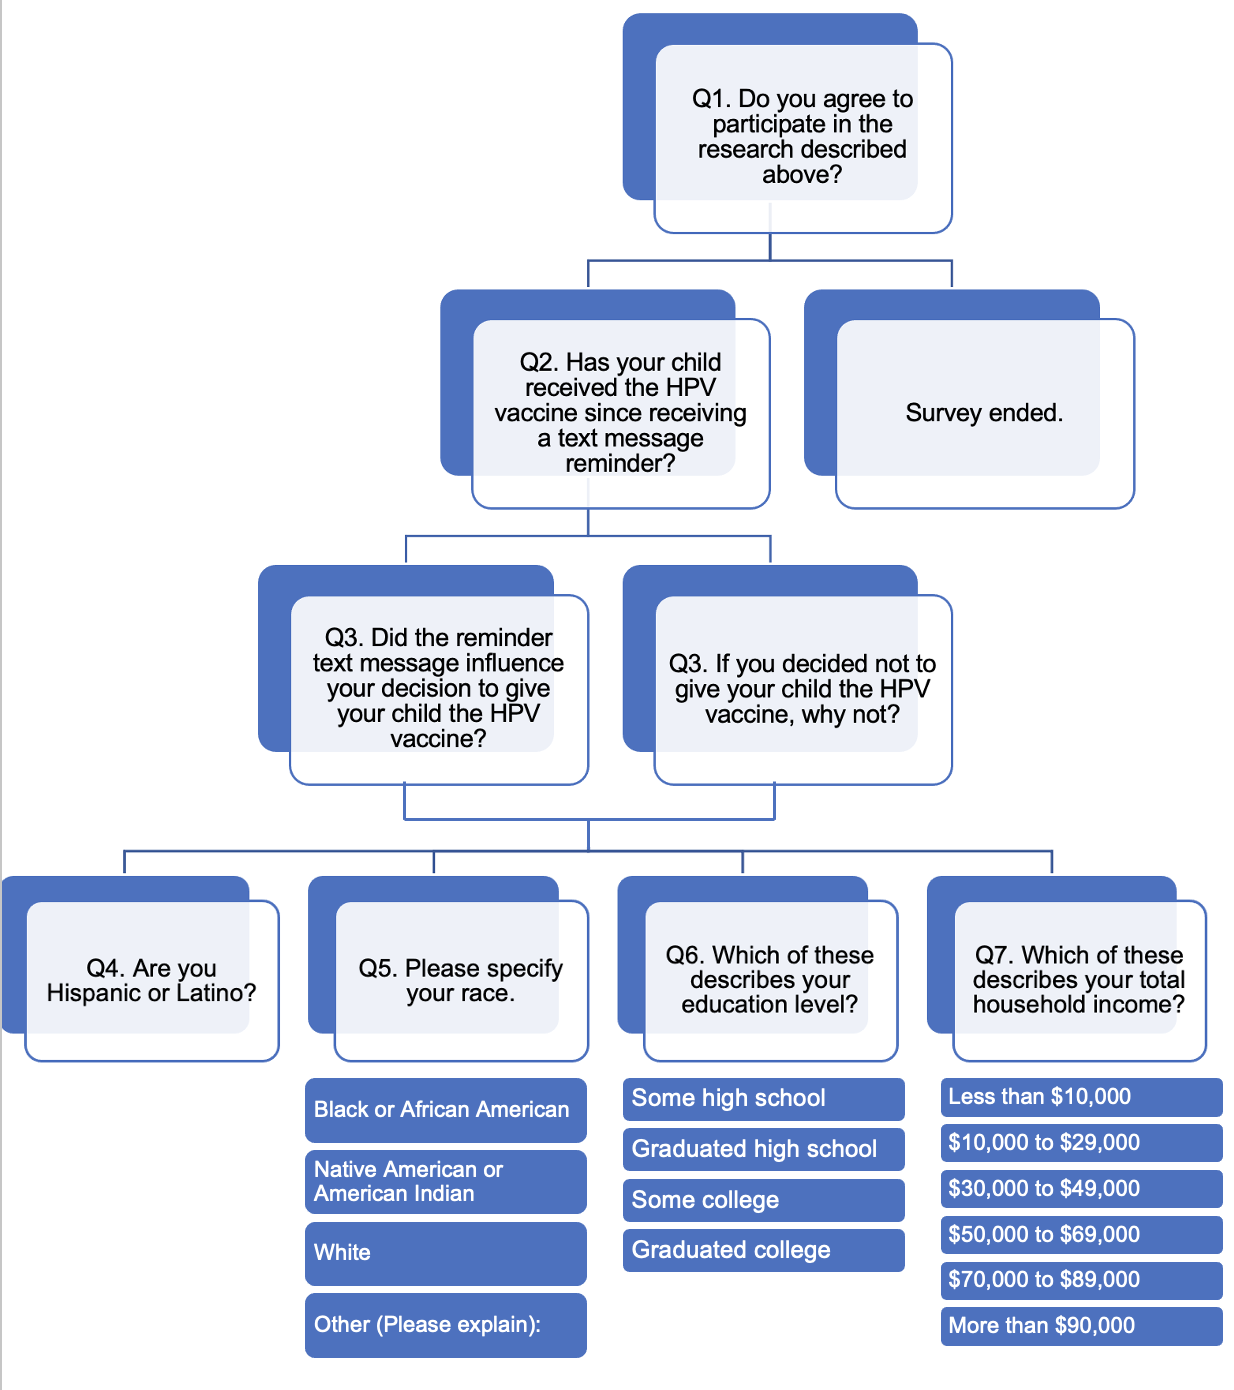 Q1. Do you agree to
participate in the
research described
above?
Q2. Has your child
received the HPV
vaccine since receiving
a text message
reminder?
Survey ended.
Q3. Did the reminder
text message influence
your decision to give
your child the HPV
vaccine?
Q3. If you decided not to
give your child the HPV
vaccine, why not?
Q4. Are you
Hispanic or Latino?
Q5. Please specify
your race.
Q6. Which of these
describes your
education level?
Q7. Which of these
describes your total
household income?
Black or African American
Native American or
American Indian
White
Other (Please explain):
Some high school
Graduated high school
Some college
Graduated college
Less than $10,000
$10,000 to $29,000
$30,000 to $49,000
$50,000 to $69,000
$70,000 to $89,000
More than $90,000